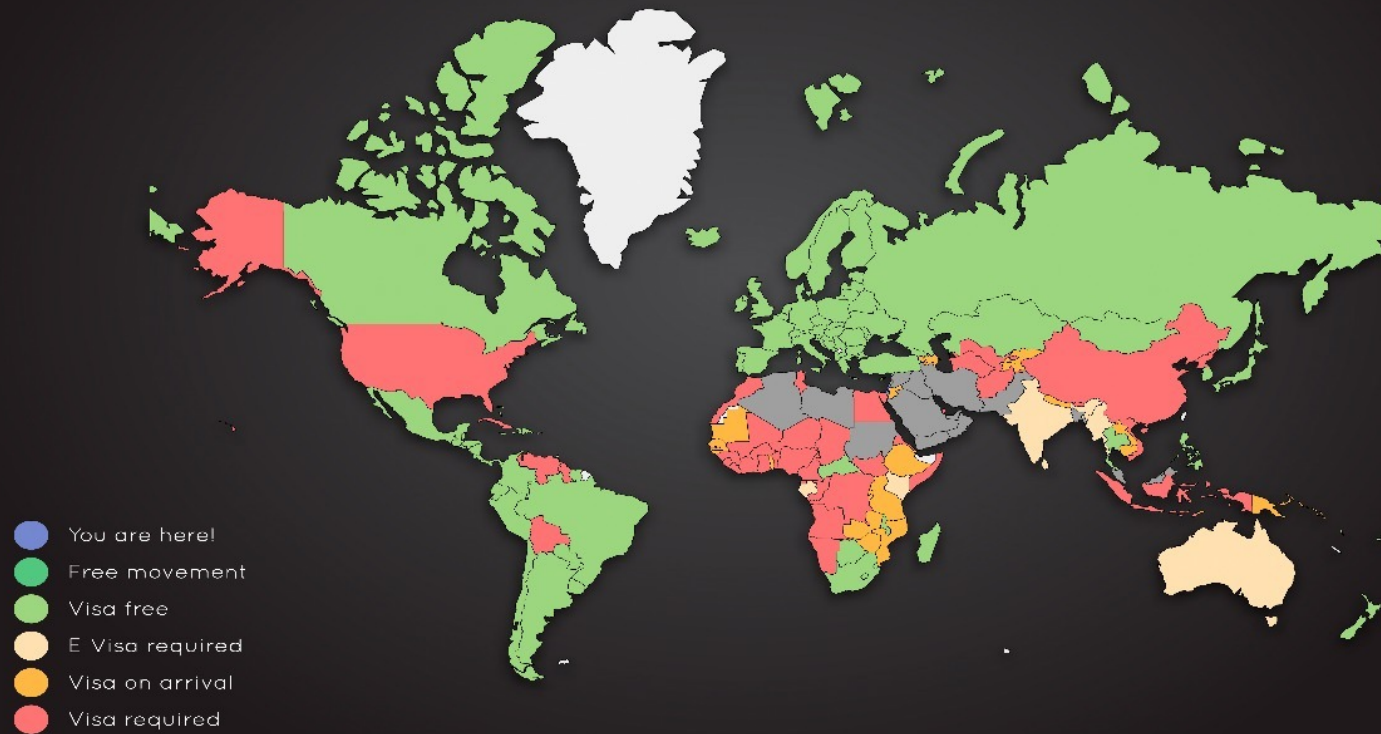 You are here!
Free movement
Visa free
E Visa required
Visa on arrival
Visa required